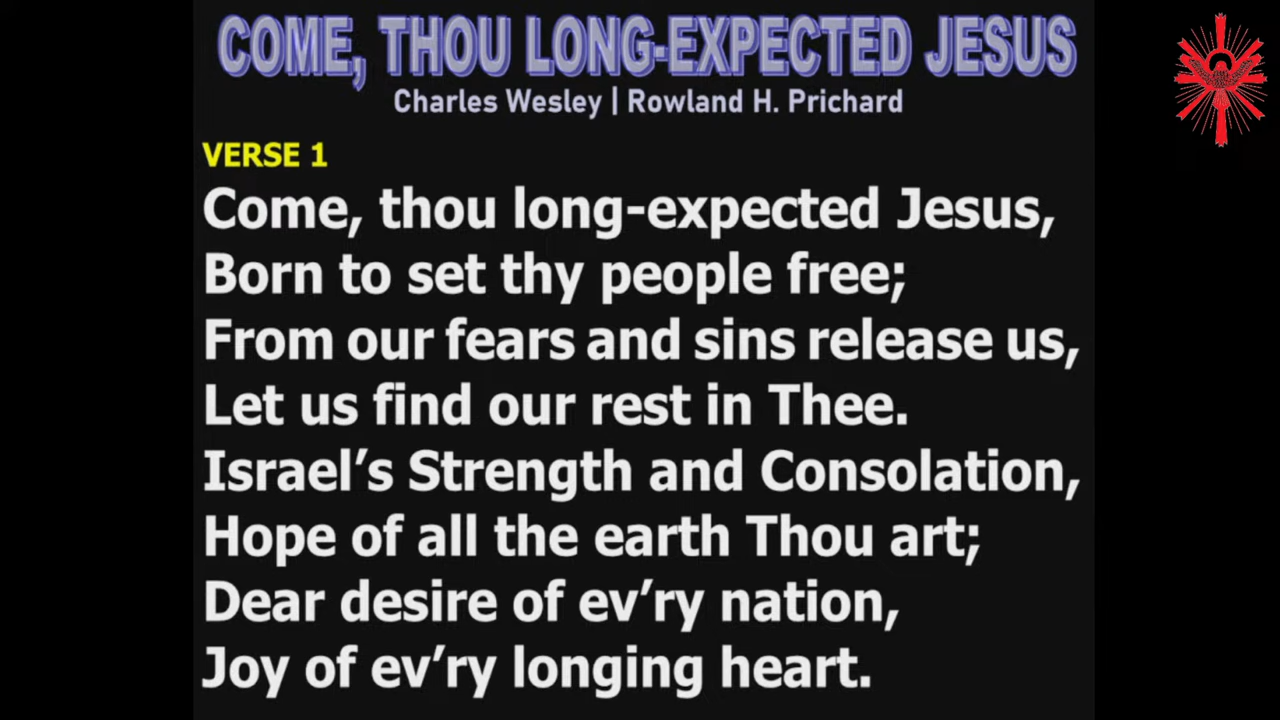 COME, THOU LONG-EXPECTED JESUS
Charles Wesley | Rowland H. Prichard
VERSE 1
Come, thou long-expected Jesus,
Born to set thy people free;
From our fears and sins release us,
Let us find our rest in Thee.
Israel’s Strength and Consolation,
Hope of all the earth Thou art;
Dear desire of ev’ry nation,
Joy of ev’ry longing heart.